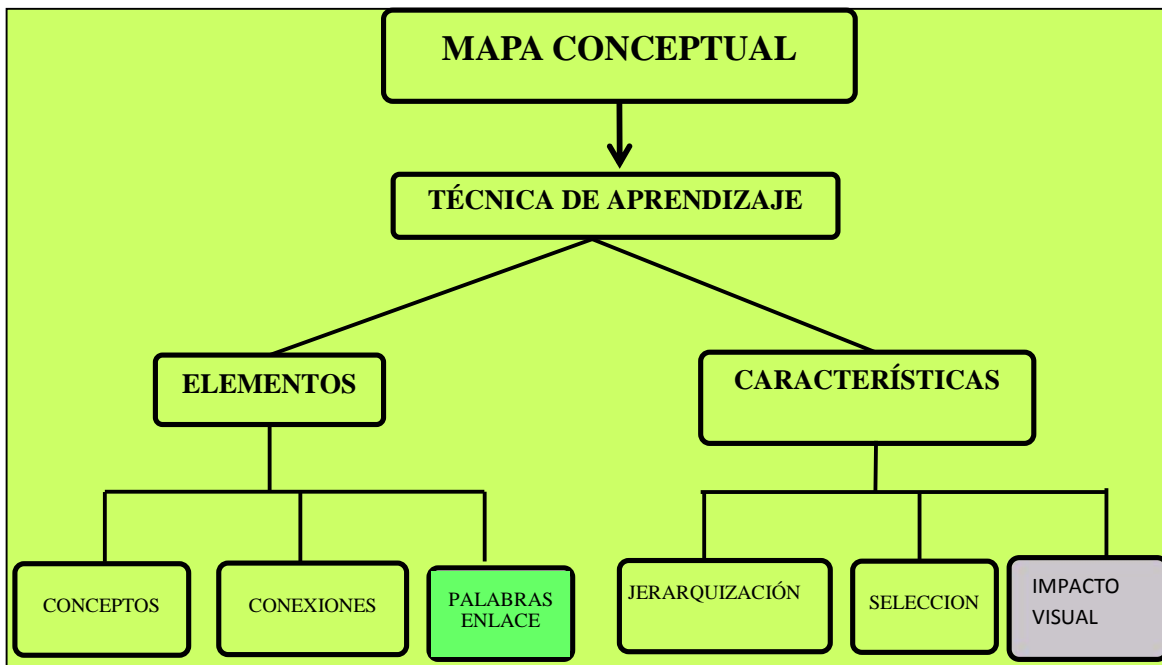 MAPA CONCEPTUAL
TÉCNICA DE APRENDIZAJE
ELEMENTOS
CARACTERÍSTICAS
CONCEPTOS
CONEXIONES
PALABRAS
ENLACE
JERARQUIZACIÓN
SELECCION
IMPACTO
VISUAL